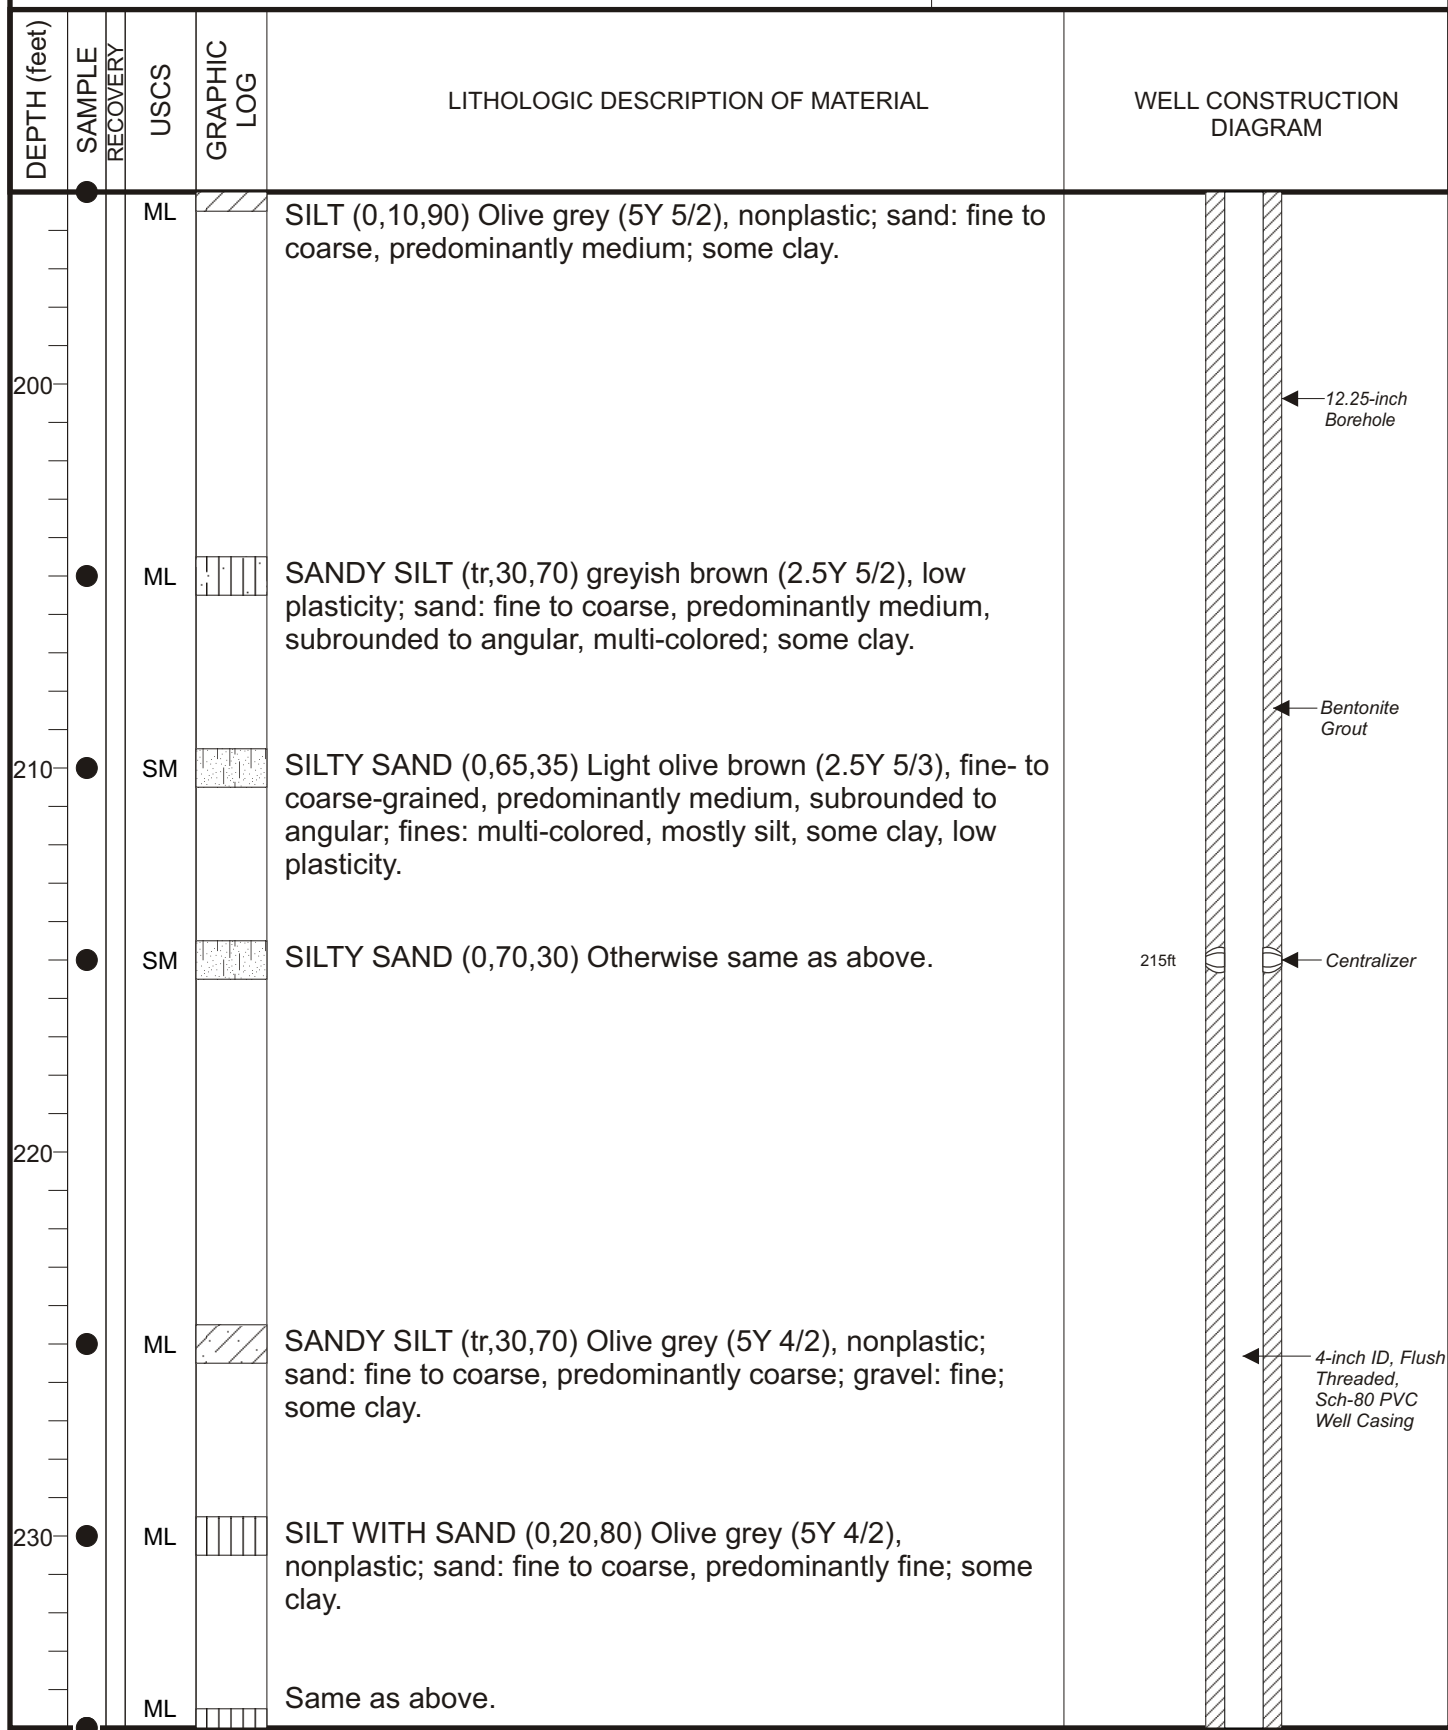 DEPTH (feet)
SAMPLE
RECOVERY
USCS
GRAPHIC
LOG
LITHOLOGIC DESCRIPTION OF MATERIAL
WELL CONSTRUCTION
DIAGRAM
ML
SILT (0,10,90) Olive grey (5Y 5/2), nonplastic; sand: fine to
coarse, predominantly medium; some clay.
200
12.25-inch
Borehole
ML
SANDY SILT (tr,30,70) greyish brown (2.5Y 5/2), low
plasticity; sand: fine to coarse, predominantly medium,
subrounded to angular, multi-colored; some clay.
Bentonite
Grout
210
SM
SILTY SAND (0,65,35) Light olive brown (2.5Y 5/3), fine- to
coarse-grained, predominantly medium, subrounded to
angular; fines: multi-colored, mostly silt, some clay, low
plasticity.
SM
SILTY SAND (0,70,30) Otherwise same as above.
215ft
Centralizer
220
ML
SANDY SILT (tr,30,70) Olive grey (5Y 4/2), nonplastic;
sand: fine to coarse, predominantly coarse; gravel: fine;
some clay.
4-inch ID, Flush
Threaded,
Sch-80 PVC
Well Casing
230
ML
SILT WITH SAND (0,20,80) Olive grey (5Y 4/2),
nonplastic; sand: fine to coarse, predominantly fine; some
clay.
ML
Same as above.